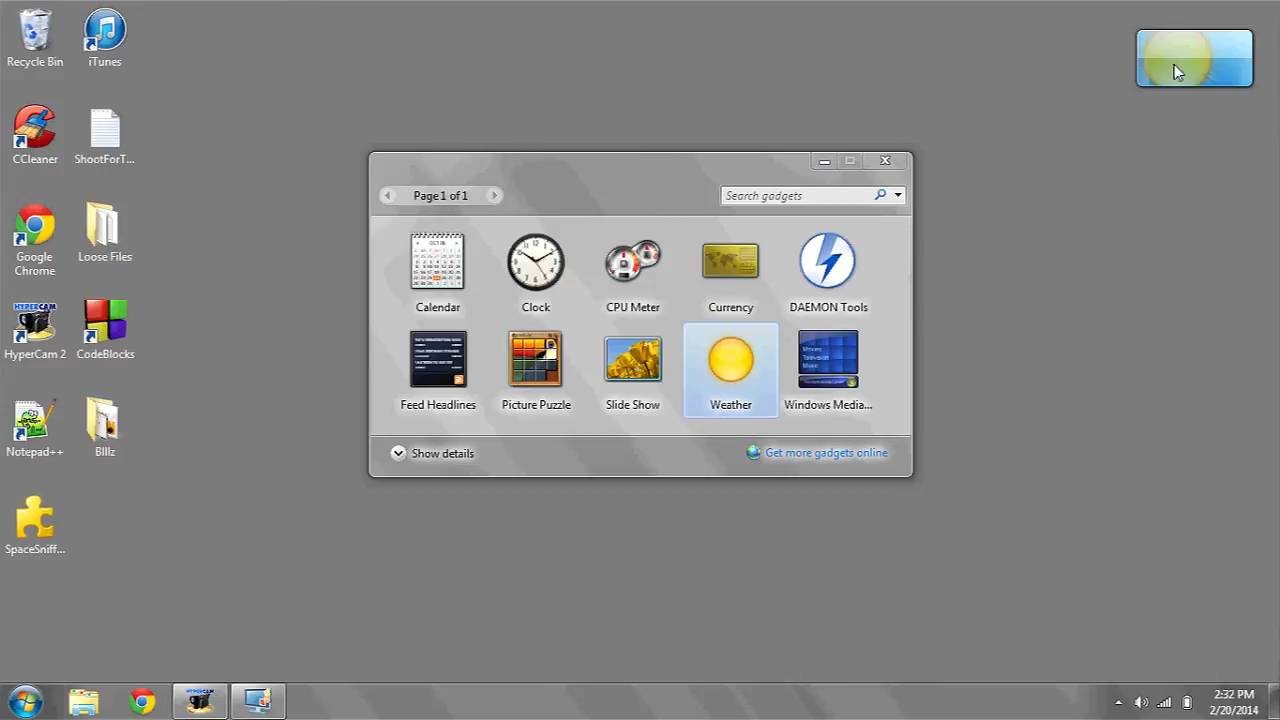 Recycle Bin
iTunes
CCleaner
ShootForT...
Google
Chrome
Loose Files
HYPERCAM
HyperCam 2
CodeBlocks
Notepad++
BIllz
SpaceSniff...
Page 1 of 1
Search gadgets
Calendar
Clock
CPU Meter
Currency
DAEMON Tools
Feed Headlines
Picture Puzzle
Slide Show
Weather
Windows Media...
Show details
Get more gadgets online
HYPERCAM
2:32 PM
2/20/2014